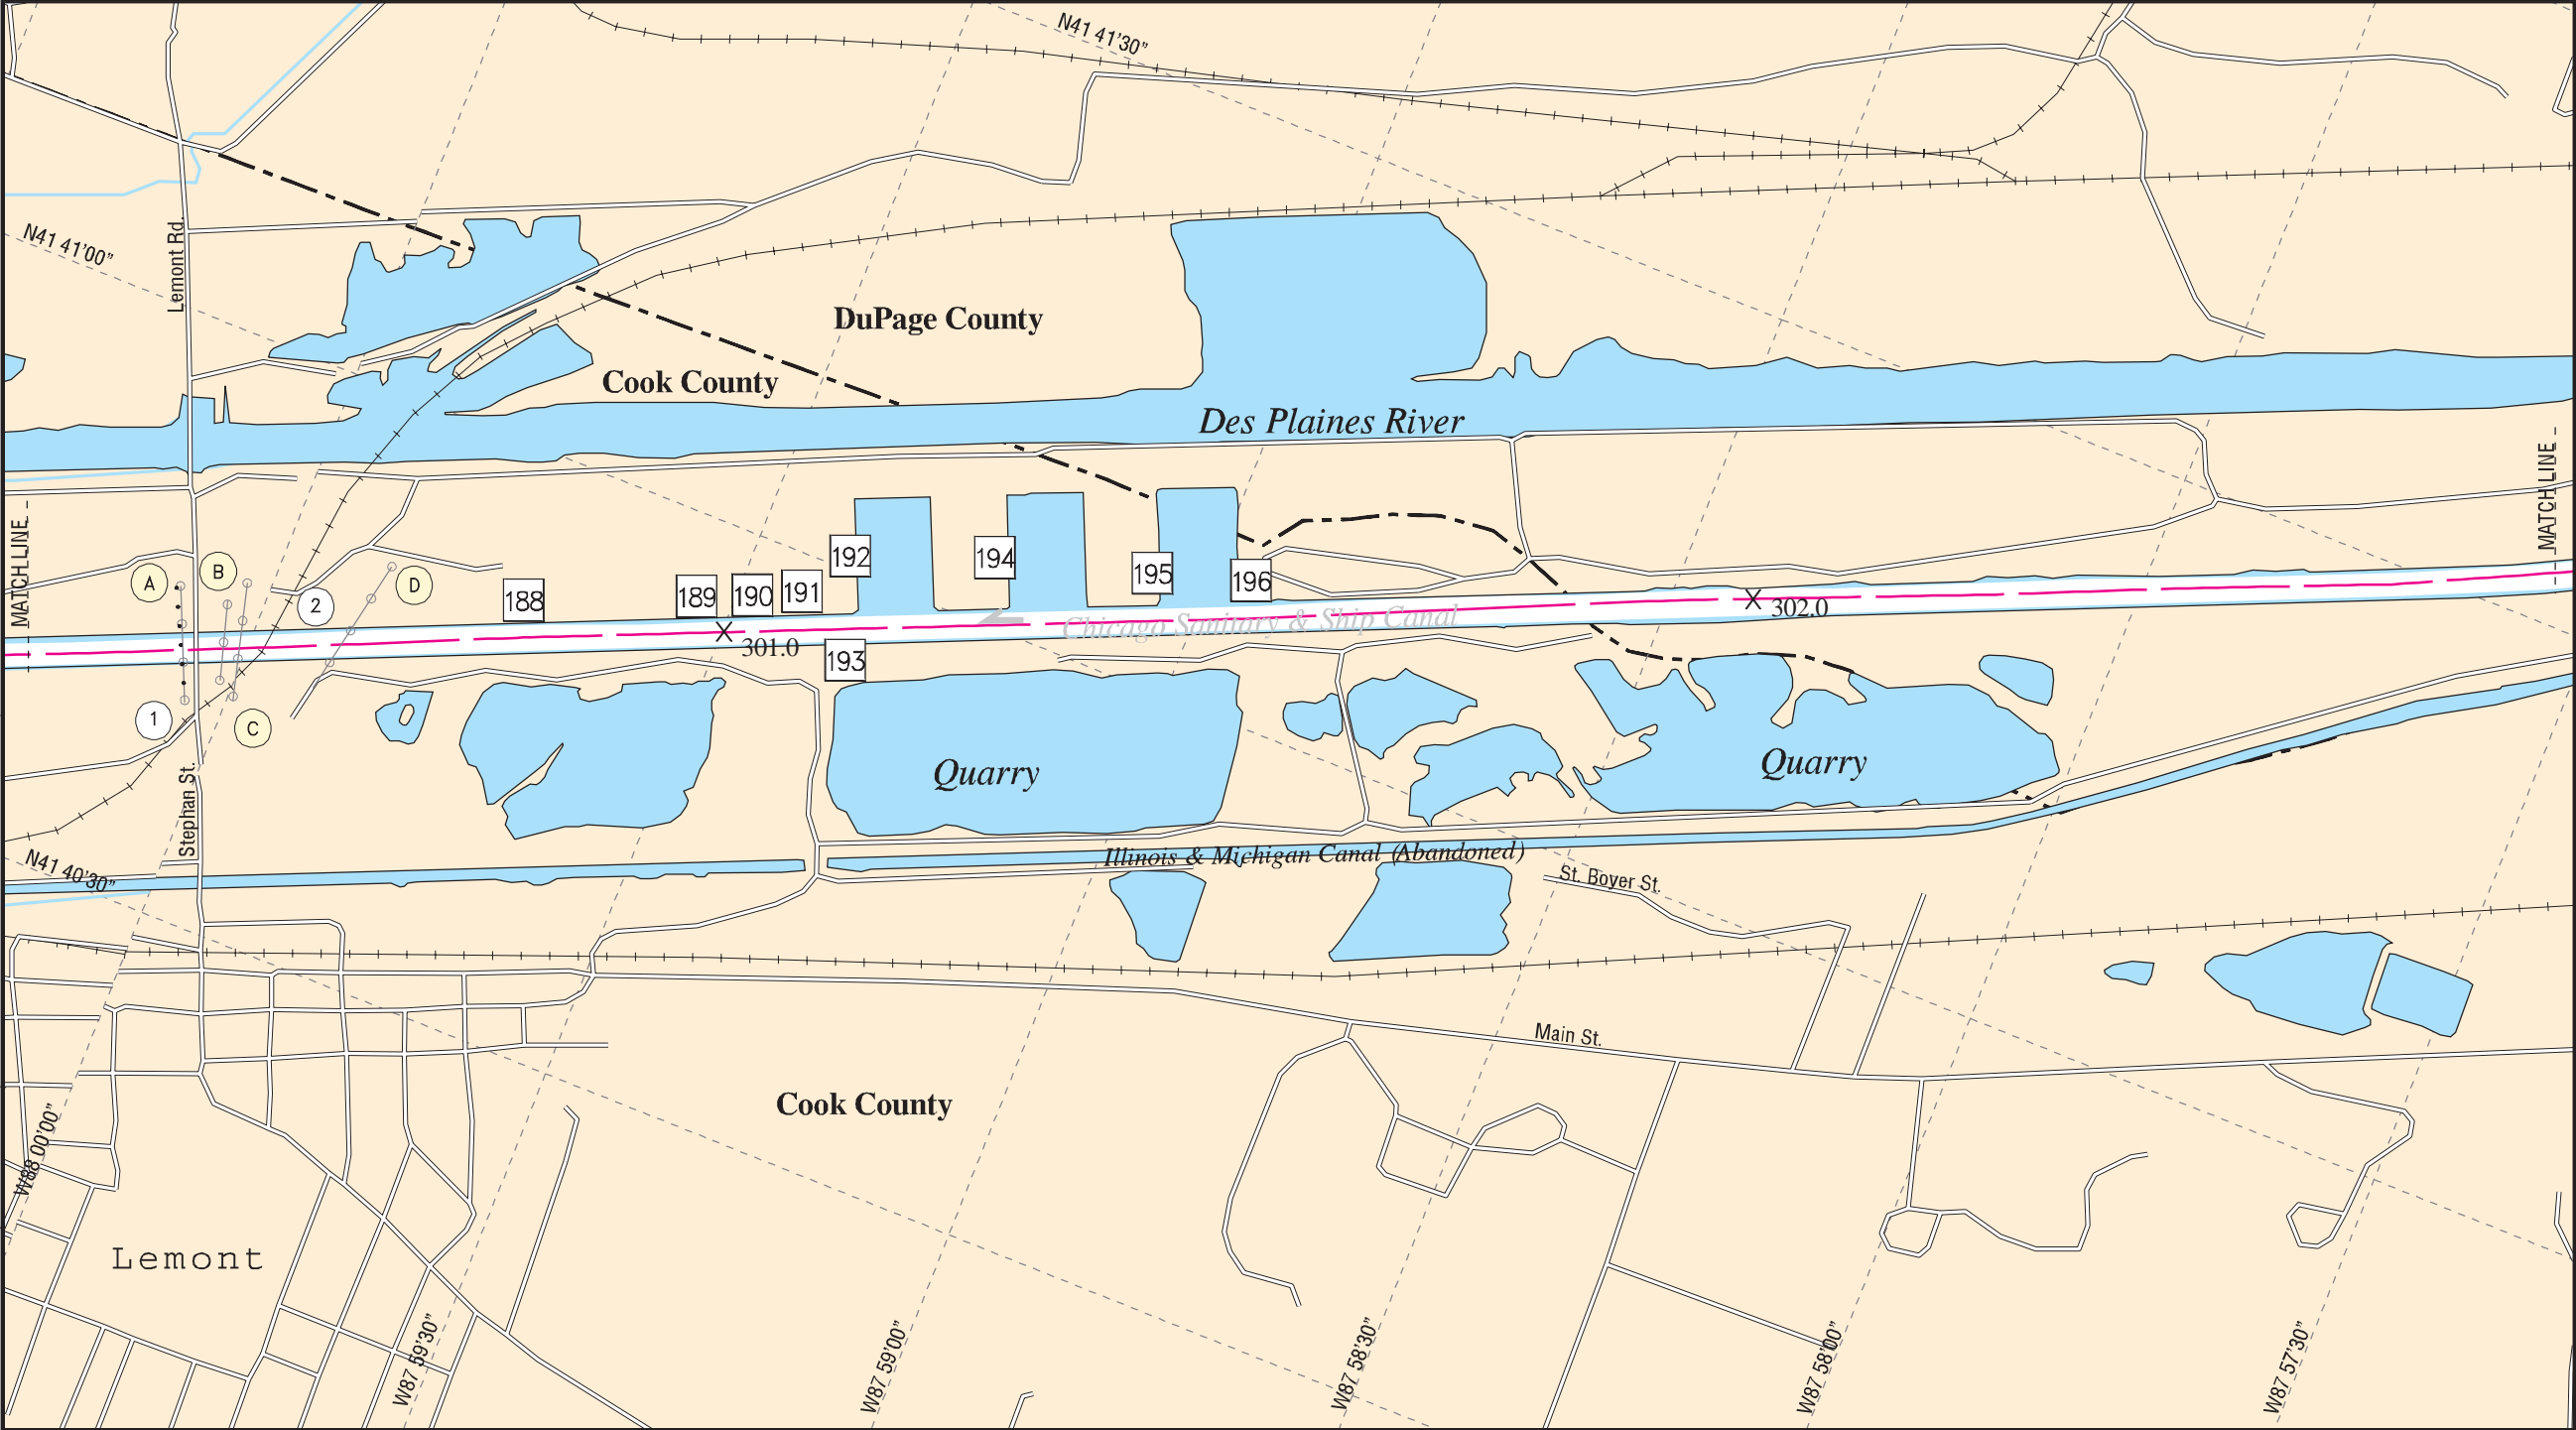 N41 41'30"
Lemont Rd.
N41 41'00"
DuPage County
Cook County
Des Plaines River
MATCHLINE
MATCH LINE
A
B
D
2
188
189
190
191
192
194
195
196
301.0
302.0
Chicago Sanitary & Ship Canal
193
1
C
Stephan St.
Quarry
Quarry
Illinois & Michigan Canal (Abandoned)
N41 40'30"
St. Boyer St.
Main St.
Cook County
W88 00'00"
Lemont
W87 59'30"
W87 59'00"
W87 58'30"
W87 58'00"
W87 57'30"